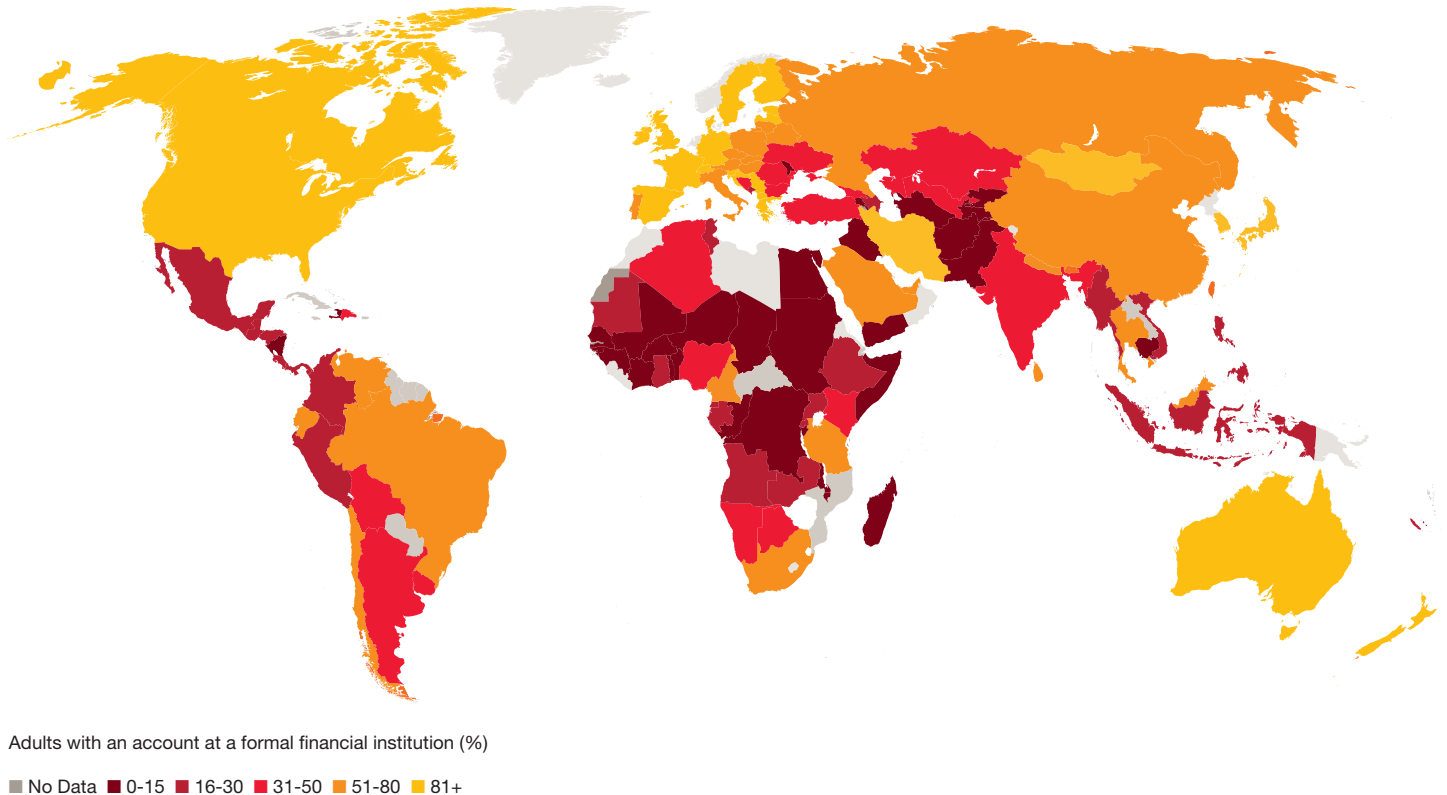 Adults with an account at a formal financial institution (%)
No Data 0-15 16-30 31-50 51-80 81+